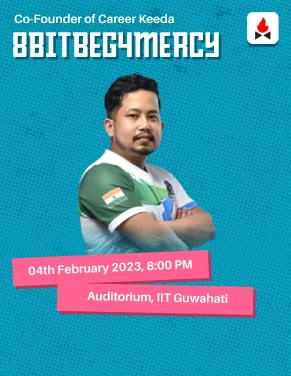 Co-Founder of Career Keeda
8BITBEG4MERCY
04th February 2023, 8:00 PM
Auditorium, IIT Guwahati